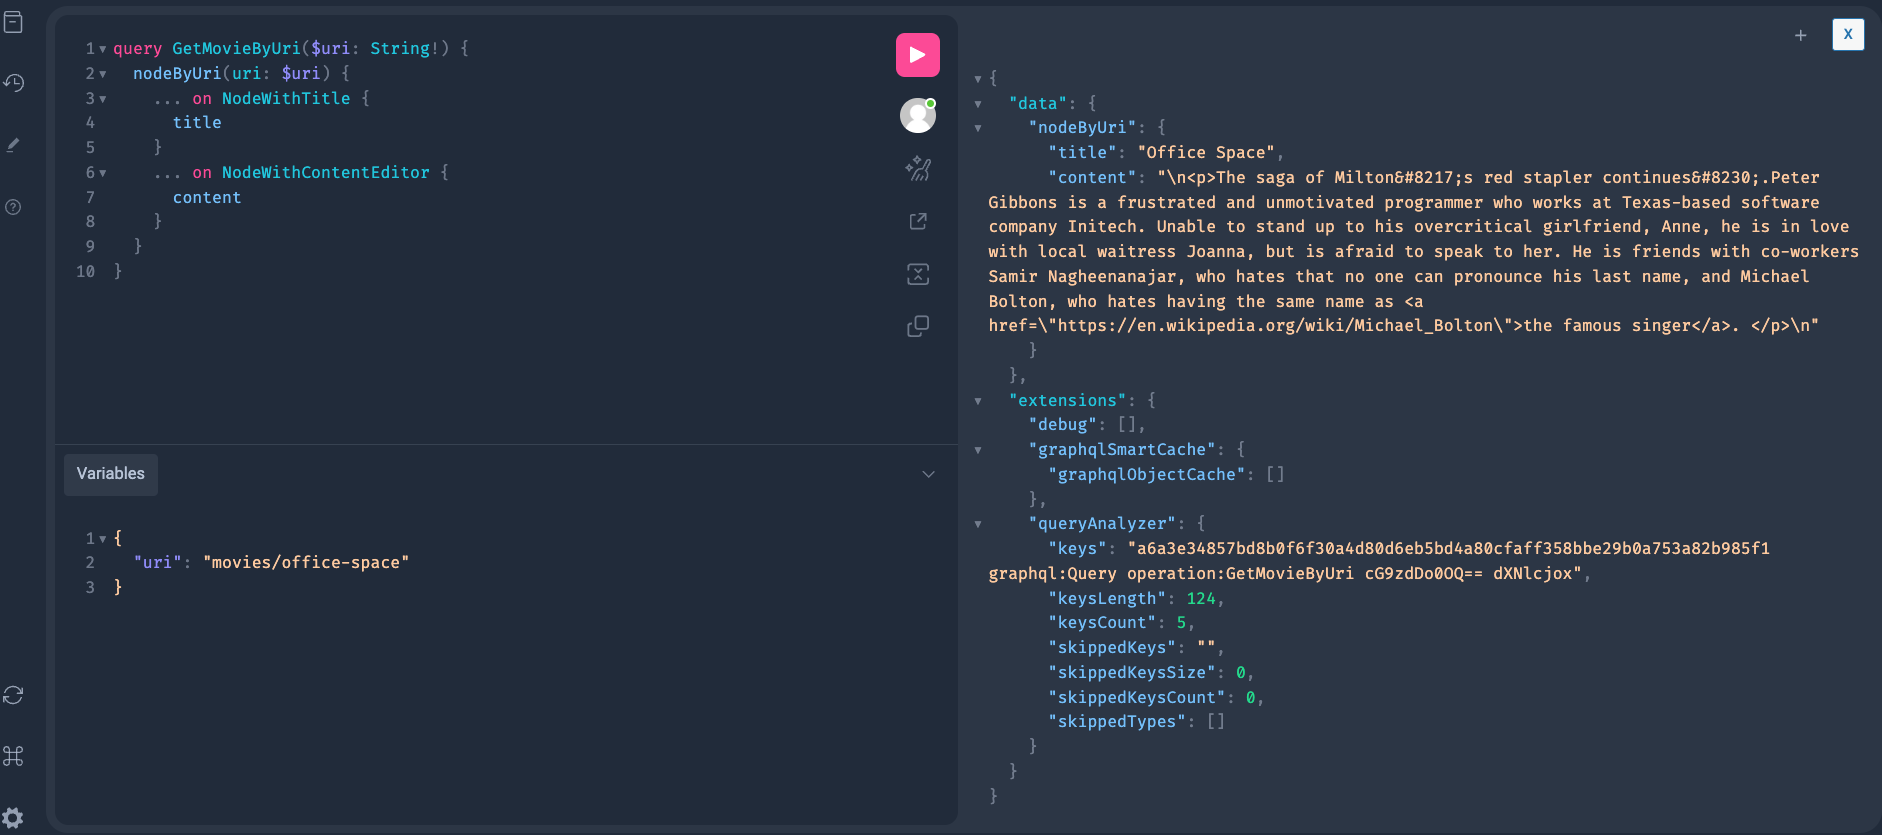 1 query GetMovieByUri($uri: String!) {
2 nodeByUri(uri: $uri) {
3 ... on NodeWithTitle {
4 title
5 }
6 ... on NodeWithContentEditor {
7 content
8 }
9 }
10 }
Variables
1 {
2 "uri": "movies/office-space"
3 }
+ X
{
"data": {
"nodeByUri": {
"title": "Office Space",
"content": "\n<p>The saga of Milton&#8217;s red stapler continues&#8230;.Peter
Gibbons is a frustrated and unmotivated programmer who works at Texas-based software
company Initech. Unable to stand up to his overcritical girlfriend, Anne, he is in love
with local waitress Joanna, but is afraid to speak to her. He is friends with co-workers
Samir Nagheenanajar, who hates that no one can pronounce his last name, and Michael
Bolton, who hates having the same name as <a
href=\"https://en.wikipedia.org/wiki/Michael_Bolton\">the famous singer</a>. </p>\n"
}
},
"extensions": {
"debug": [],
"graphqlSmartCache": {
"graphqlObjectCache": []
},
"queryAnalyzer": {
"keys": "a6a3e34857bd8b0f6f30a4d80d6eb5bd4a80cfaff358bbe29b0a753a82b985f1
graphql:Query operation:GetMovieByUri cG9zdDo0OQ== dXNlcjox",
"keysLength": 124,
"keysCount": 5,
"skippedKeys": "",
"skippedKeysSize": 0,
"skippedKeysCount": 0,
"skippedTypes": []
}
}
}